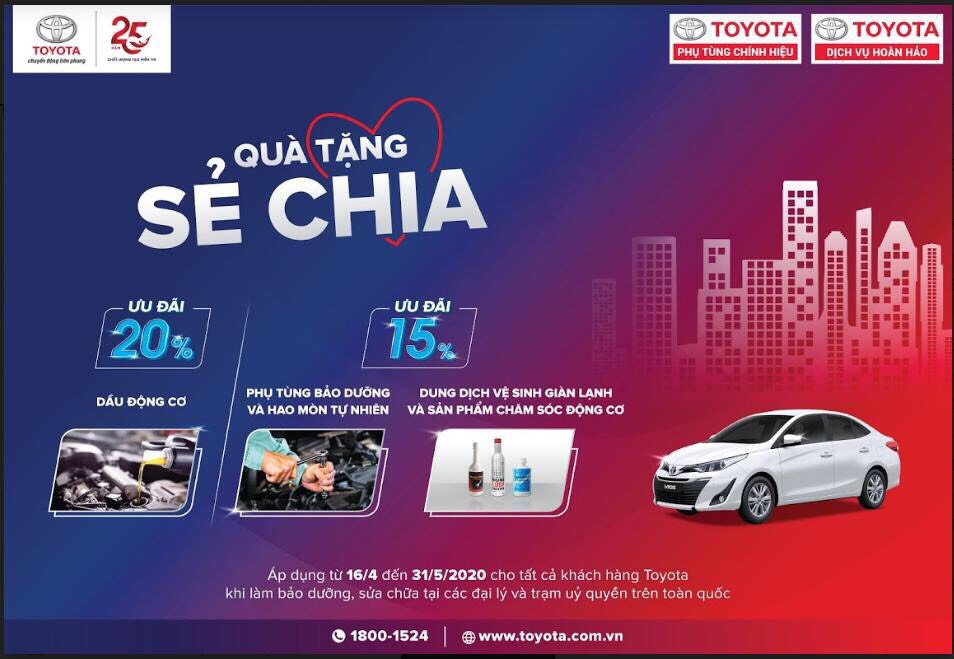 TOYOTA
chuyển động tiên phong
25
NĂM
TOYOTA
PHỤ TÙNG CHÍNH HIỆU
TOYOTA
DỊCH VỤ HOÀN HẢO
QUÀ TẶNG
SẺ CHIA
ƯU ĐÃI
20%
ƯU ĐÃI
15%
DẦU ĐỘNG CƠ
PHỤ TÙNG BẢO DƯỠNG
VÀ HAO MÒN TỰ NHIÊN
DUNG DỊCH VỆ SINH GIÀN LẠNH
VÀ SẢN PHẨM CHĂM SÓC ĐỘNG CƠ
VIOS
Áp dụng từ 16/4 đến 31/5/2020 cho tất cả khách hàng Toyota
khi làm bảo dưỡng, sửa chữa tại các đại lý và trạm uỷ quyền trên toàn quốc
1800-1524
www.toyota.com.vn